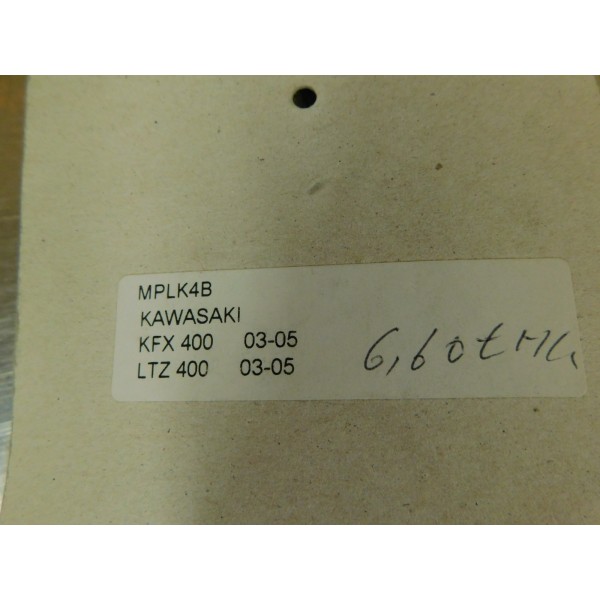 MPLK4B
KAWASAKI
KFX 400 03-05
LTZ 400 03-05
6,60